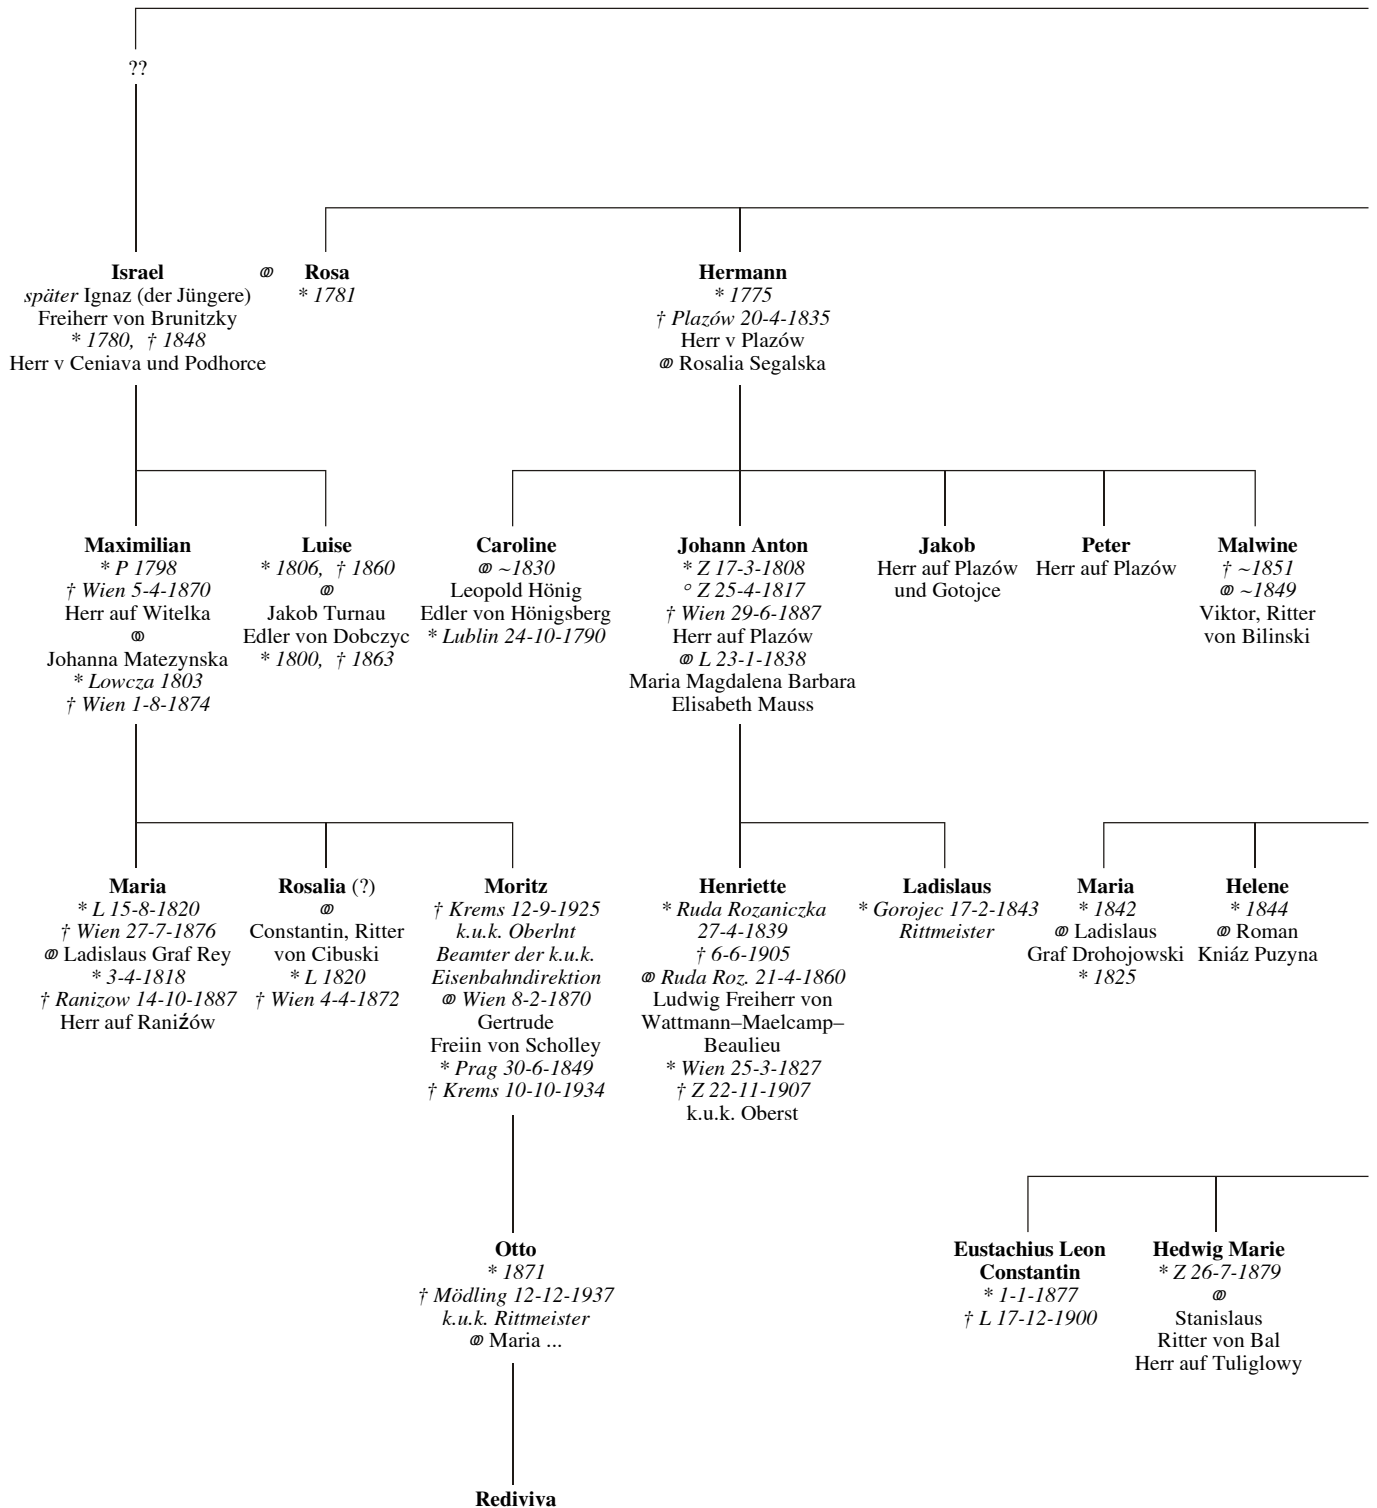 ??
Israel
später Ignaz (der Jüngere)
Freiherr von Brunitzky
* 1780, † 1848
Herr v Ceniava und Podhorce
⚭
Rosa
* 1781
Hermann
* 1775
† Plazów 20-4-1835
Herr v Plazów
⚭ Rosalia Segalska
Maximilian
* P 1798
† Wien 5-4-1870
Herr auf Witelka
⚭
Johanna Matezynska
* Lowcza 1803
† Wien 1-8-1874
Luise
* 1806, † 1860
⚭
Jakob Turnau
Edler von Dobczyc
* 1800, † 1863
Caroline
⚭ ~1830
Leopold Hönig
Edler von Hönigsberg
* Lublin 24-10-1790
Johann Anton
* Z 17-3-1808
° Z 25-4-1817
† Wien 29-6-1887
Herr auf Plazów
⚭ L 23-1-1838
Maria Magdalena Barbara
Elisabeth Mauss
Jakob
Herr auf Plazów
und Gotojce
Peter
Herr auf Plazów
Malwine
† ~1851
⚭ ~1849
Viktor, Ritter
von Bilinski
Maria
* L 15-8-1820
† Wien 27-7-1876
⚭ Ladislaus Graf Rey
* 3-4-1818
† Ranizow 14-10-1887
Herr auf Raniźów
Rosalia (?)
⚭
Constantin, Ritter
von Cibuski
* L 1820
† Wien 4-4-1872
Moritz
† Krems 12-9-1925
k.u.k. Oberlnt
Beamter der k.u.k.
Eisenbahndirektion
⚭ Wien 8-2-1870
Gertrude
Freiin von Scholley
* Prag 30-6-1849
† Krems 10-10-1934
Henriette
* Ruda Rozaniczka
27-4-1839
† 6-6-1905
⚭ Ruda Roz. 21-4-1860
Ludwig Freiherr von
Wattmann–Maelcamp–
Beaulieu
* Wien 25-3-1827
† Z 22-11-1907
k.u.k. Oberst
Ladislaus
* Gorojec 17-2-1843
Rittmeister
Maria
* 1842
⚭ Ladislaus
Graf Drohojowski
* 1825
Helene
* 1844
⚭ Roman
Kniáz Puzyna
Otto
* 1871
† Mödling 12-12-1937
k.u.k. Rittmeister
⚭ Maria ...
Eustachius Leon
Constantin
* 1-1-1877
† L 17-12-1900
Hedwig Marie
* Z 26-7-1879
⚭
Stanislaus
Ritter von Bal
Herr auf Tuliglowy
Rediviva